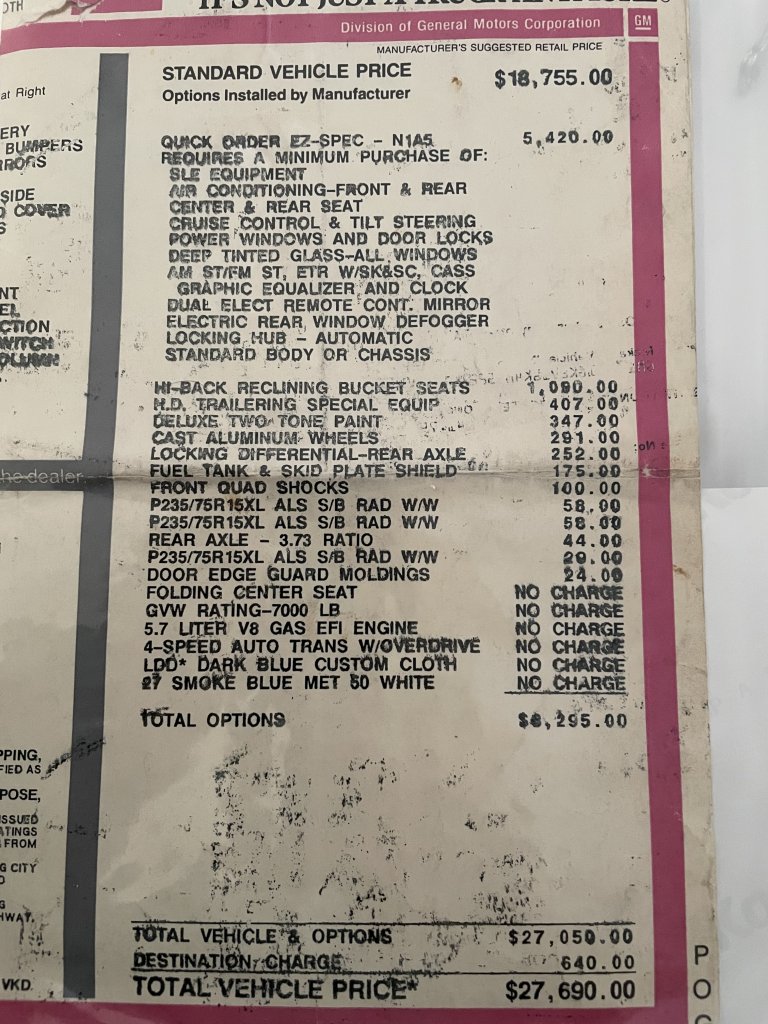 OTH
Division of General Motors Corporation
GM
MANUFACTURER'S SUGGESTED RETAIL PRICE
STANDARD VEHICLE PRICE $18,755.00
Options Installed by Manufacturer
at Right
ERY
BUMPERS
RRORS
SIDE
COVER
S
NT
EL
CTION
WITCH
OLUMN
he dealer
PPING,
FIED AS
POSE,
ISSUED
ATINGS
FROM
G CITY
O
G
HWAY.
VKD
QUICK ORDER EZ-SPEC - N1A5 5,420.00
REQUIRES A MINIMUM PURCHASE OF:
SLE EQUIPMENT
AIR CONDITIONING-FRONT & REAR
CENTER & REAR SEAT
CRUISE CONTROL & TILT STEERING
POWER WINDOWS AND DOOR LOCKS
DEEP TINTED GLASS-ALL WINDOWS
AM ST/FM ST, ETR W/SK&SC, CASS
GRAPHIC EQUALIZER AND CLOCK
DUAL ELECT REMOTE CONT. MIRROR
ELECTRIC REAR WINDOW DEFOGGER
LOCKING HUB - AUTOMATIC
STANDARD BODY OR CHASSIS
HI-BACK RECLINING BUCKET SEATS 1,090.00
H.D. TRAILERING SPECIAL EQUIP 407.00
DELUXE TWO-TONE PAINT 347.00
CAST ALUMINUM WHEELS 291.00
LOCKING DIFFERENTIAL-REAR AXLE 252.00
FUEL TANK & SKID PLATE SHIELD 175.00
FRONT QUAD SHOCKS 100.00
P235/75R15XL ALS S/B RAD W/W 58.00
P235/75R15XL ALS S/B RAD W/W 58.00
REAR AXLE - 3.73 RATIO 44.00
P235/75R15XL ALS S/B RAD W/W 29.00
DOOR EDGE GUARD MOLDINGS 24.00
FOLDING CENTER SEAT NO CHARGE
GVW RATING-7000 LB NO CHARGE
5.7 LITER V8 GAS EFI ENGINE NO CHARGE
4-SPEED AUTO TRANS W/OVERDRIVE NO CHARGE
LDD* DARK BLUE CUSTOM CLOTH NO CHARGE
27 SMOKE BLUE MET 50 WHITE NO CHARGE
TOTAL OPTIONS $8,295.00
TOTAL VEHICLE & OPTIONS $27,050.00
DESTINATION CHARGE 640.00
TOTAL VEHICLE PRICE* $27,690.00
P
O